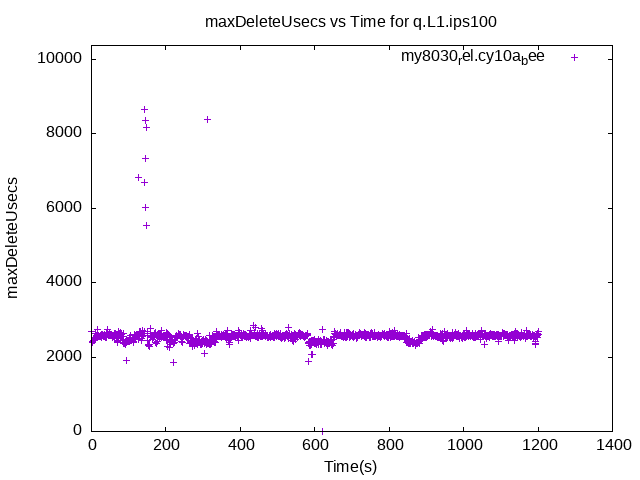 maxDeleteUsecs vs Time for q.L1.ips100
my8030rel.cy10abee
10000
8000
6000
4000
2000
0
maxDeleteUsecs
0 200 400 600 800 1000 1200 1400
Time(s)